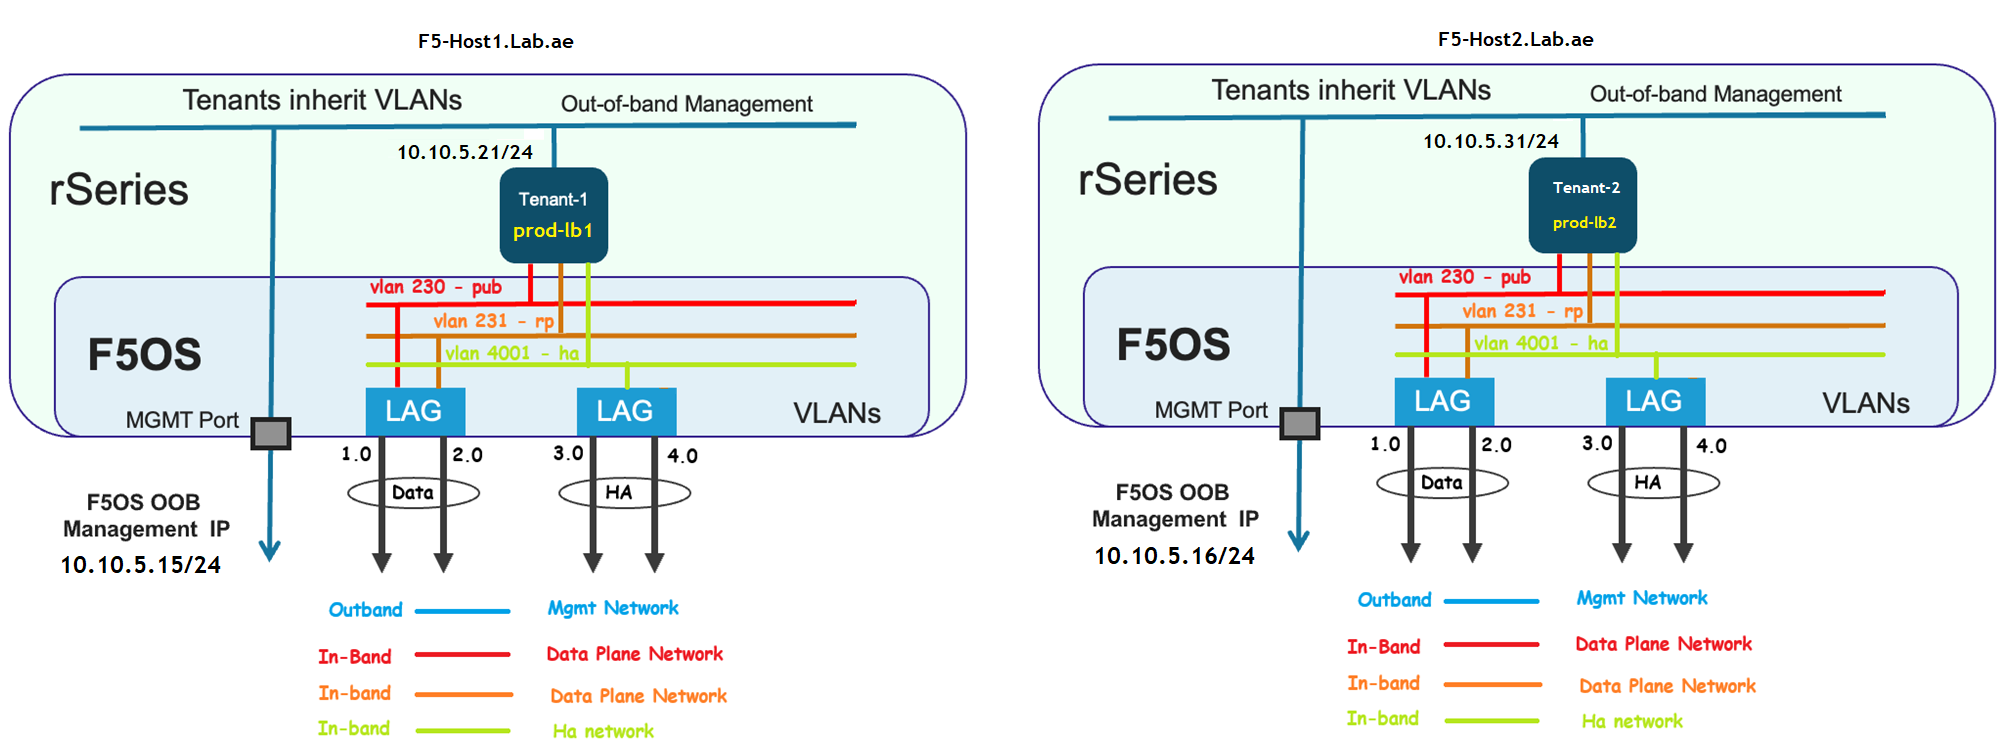 F5-Host1.Lab.ae
Tenants inherit VLANs
Out-of-band Management
10.10.5.21/24
rSeries
Tenant-1
prod-lb1
vlan 230 - pub
vlan 231 - rp
F5OS
vlan 4001 - ha
LAG
LAG
VLANs
MGMT Port
1.0
2.0
3.0
4.0
Data
HA
F5OS OOB
Management IP
10.10.5.15/24
Outband
Mgmt Network
In-Band
Data Plane Network
In-band
Data Plane Network
In-band
Ha network
F5-Host2.Lab.ae
Tenants inherit VLANs
Out-of-band Management
10.10.5.31/24
rSeries
Tenant-2
prod-lb2
vlan 230 - pub
vlan 231 - rp
F5OS
vlan 4001 - ha
LAG
LAG
VLANs
MGMT Port
1.0
2.0
3.0
4.0
Data
HA
F5OS OOB
Management IP
10.10.5.16/24
Outband
Mgmt Network
In-Band
Data Plane Network
In-band
Data Plane Network
In-band
Ha network